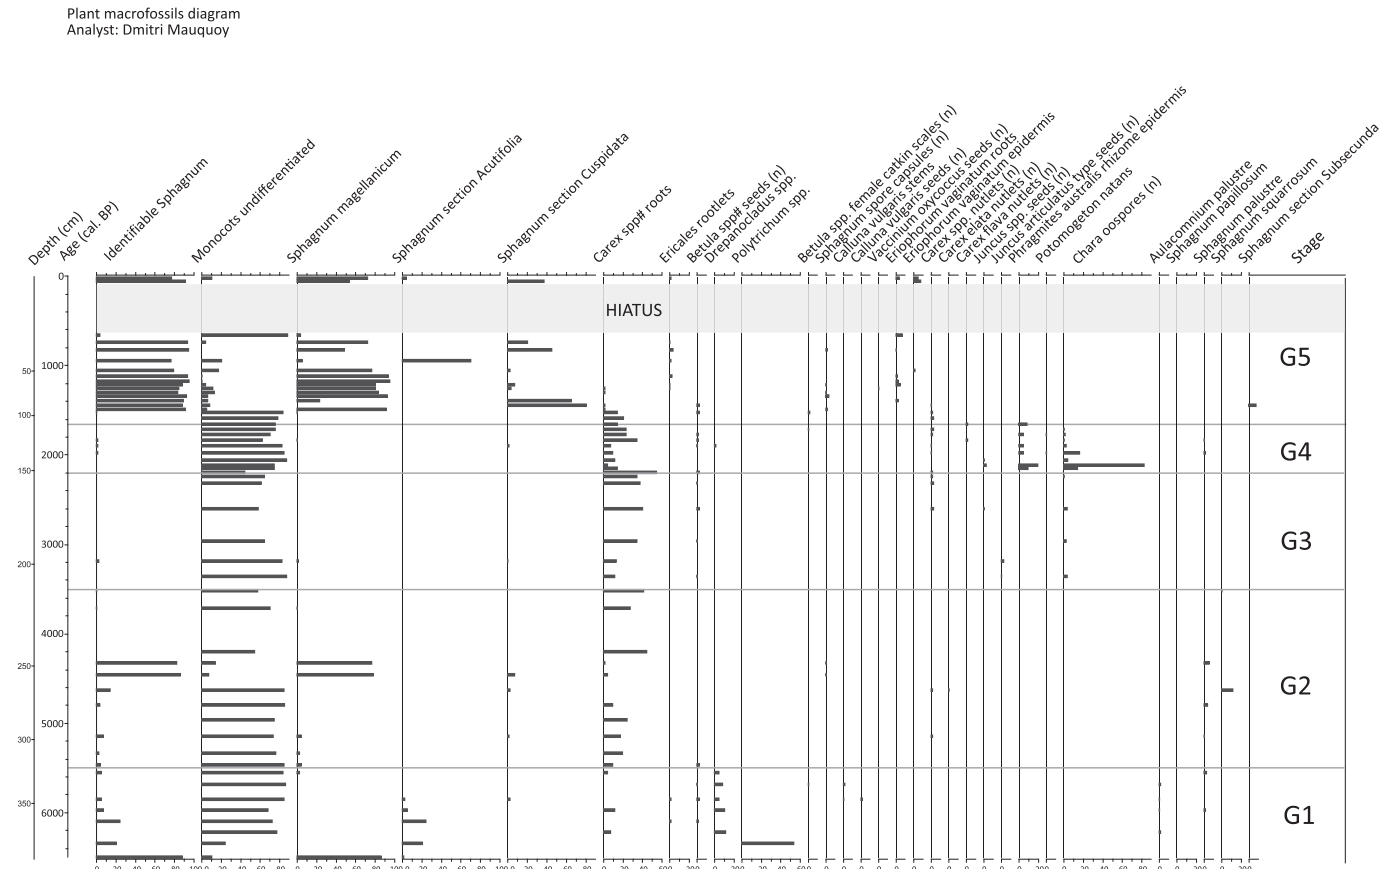 Plant macrofossils diagram
Analyst: Dmitri Mauquoy
Depth (cm)
Age (cal. BP)
Identifiable Sphagnum
Monocots undifferentiated
Sphagnum magellanicum
Sphagnum section Acutifolia
Sphagnum section Cuspidata
Carex spp# roots
Ericales rootlets
Betula spp# seeds (n)
Drepanocladus spp.
Polytrichum spp.
Betula spp. female catkin scales (n)
Sphagnum spore capsules (n)
Calluna vulgaris stems
Calluna vulgaris seeds (n)
Vaccinium oxycoccus seeds (n)
Eriophorum vaginatum roots
Eriophorum vaginatum epidermis
Carex spp. nutlets (n)
Carex elata nutlets (n)
Carex flava nutlets (n)
Juncus spp. seeds (n)
Juncus articulatus type seeds (n)
Phragmites australis rhizome epidermis
Potomogeton natans
Chara oospores (n)
Aulacomnium palustre
Sphagnum papillosum
Sphagnum palustre
Sphagnum squarrosum
Sphagnum section Subsecunda
Stage
0
HIATUS
G5
1000
50
100
G4
2000
150
G3
3000
200
4000
250
G2
5000
300
G1
350
6000